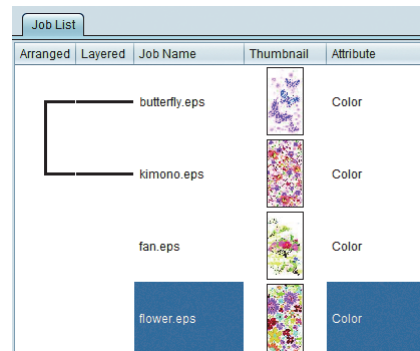 Job List
Arranged Layered Job Name Thumbnail Attribute
butterfly.eps Color
kimono.eps Color
fan.eps Color
flower.eps Color